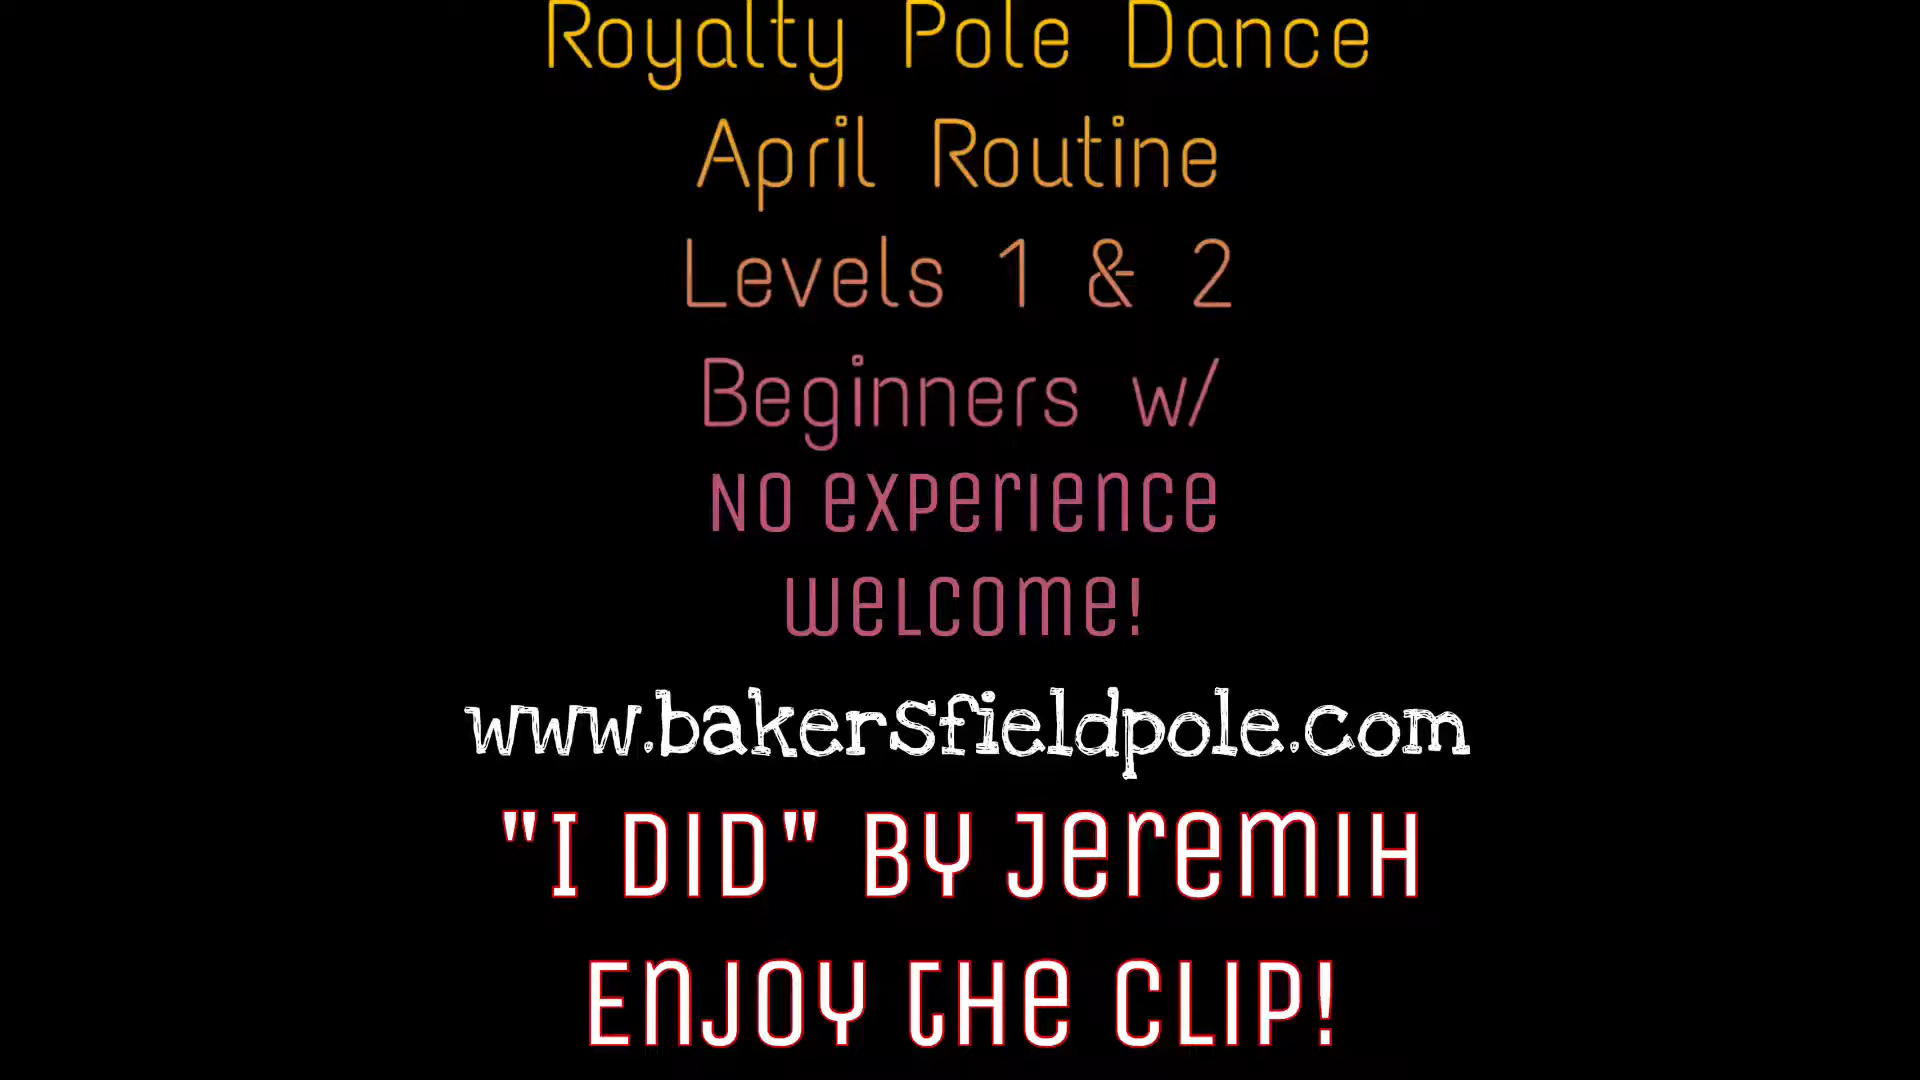 Royalty Pole Dance
April Routine
Levels 1 & 2
Beginners w/
NO EXPERIENCE
WELCOME!
www.bakersfieldpole.com
"I DID" BY JEREMIH
ENJOY THE CLIP!